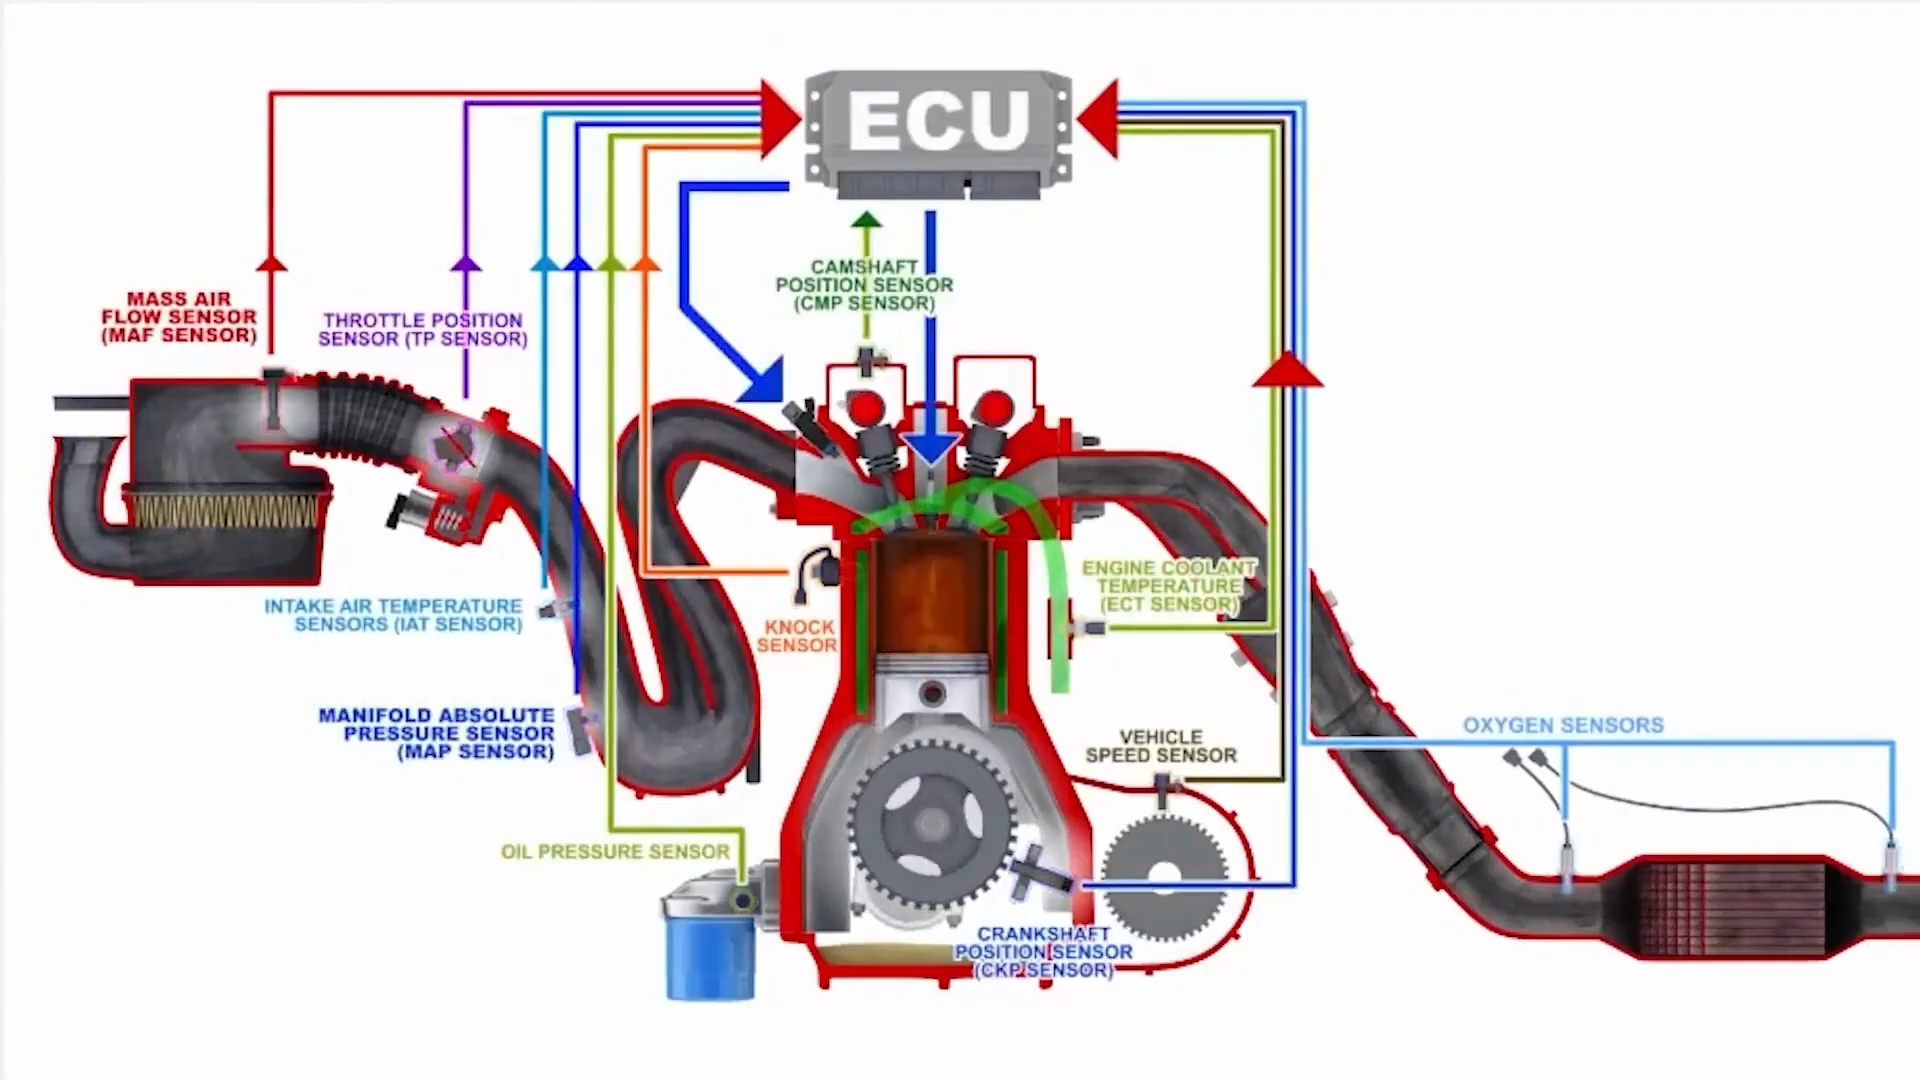 ECU
CAMSHAFT
POSITION SENSOR
(CMP SENSOR)
MASS AIR
FLOW SENSOR
(MAF SENSOR)
THROTTLE POSITION
SENSOR (TP SENSOR)
ENGINE COOLANT
TEMPERATURE
(ECT SENSOR)
INTAKE AIR TEMPERATURE
SENSORS (IAT SENSOR)
KNOCK
SENSOR
MANIFOLD ABSOLUTE
PRESSURE SENSOR
(MAP SENSOR)
OXYGEN SENSORS
VEHICLE
SPEED SENSOR
OIL PRESSURE SENSOR
CRANKSHAFT
POSITION SENSOR
(CKP SENSOR)